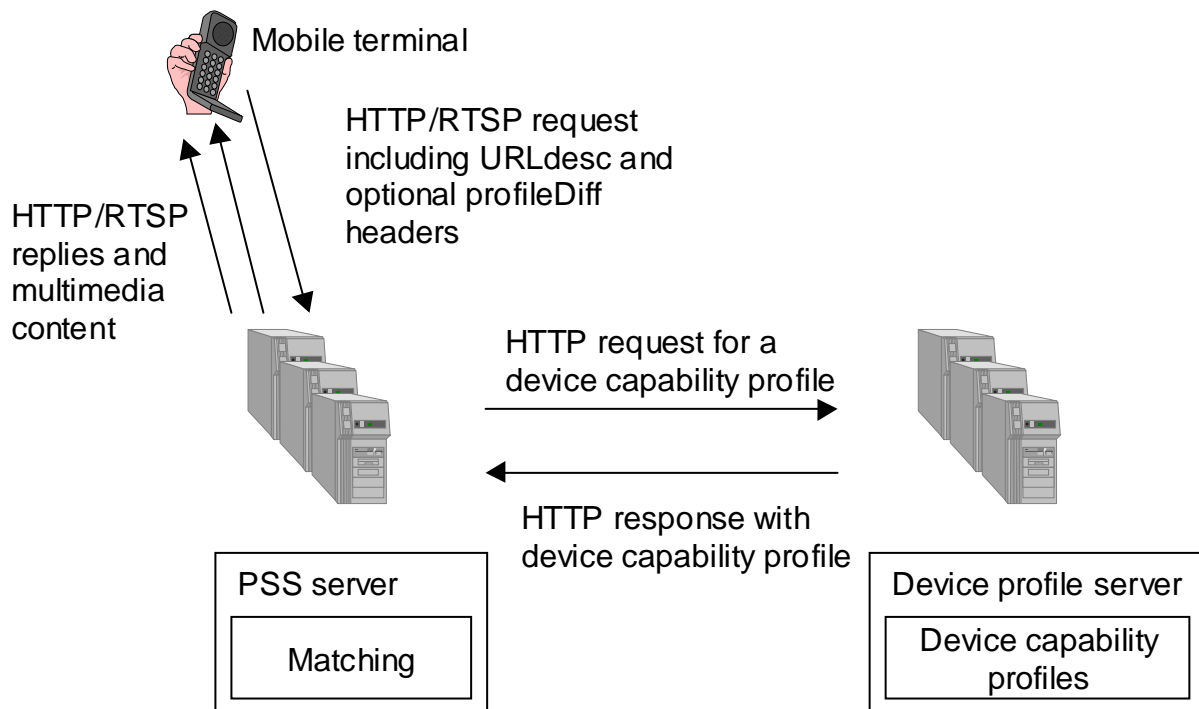 Mobile terminal
HTTP/RTSP request
including URLdesc and
optional profileDiff
headers
HTTP/RTSP
replies and
multimedia
content
HTTP request for a
device capability profile
HTTP response with
device capability profile
PSS server
Matching
Device profile server
Device capability
profiles